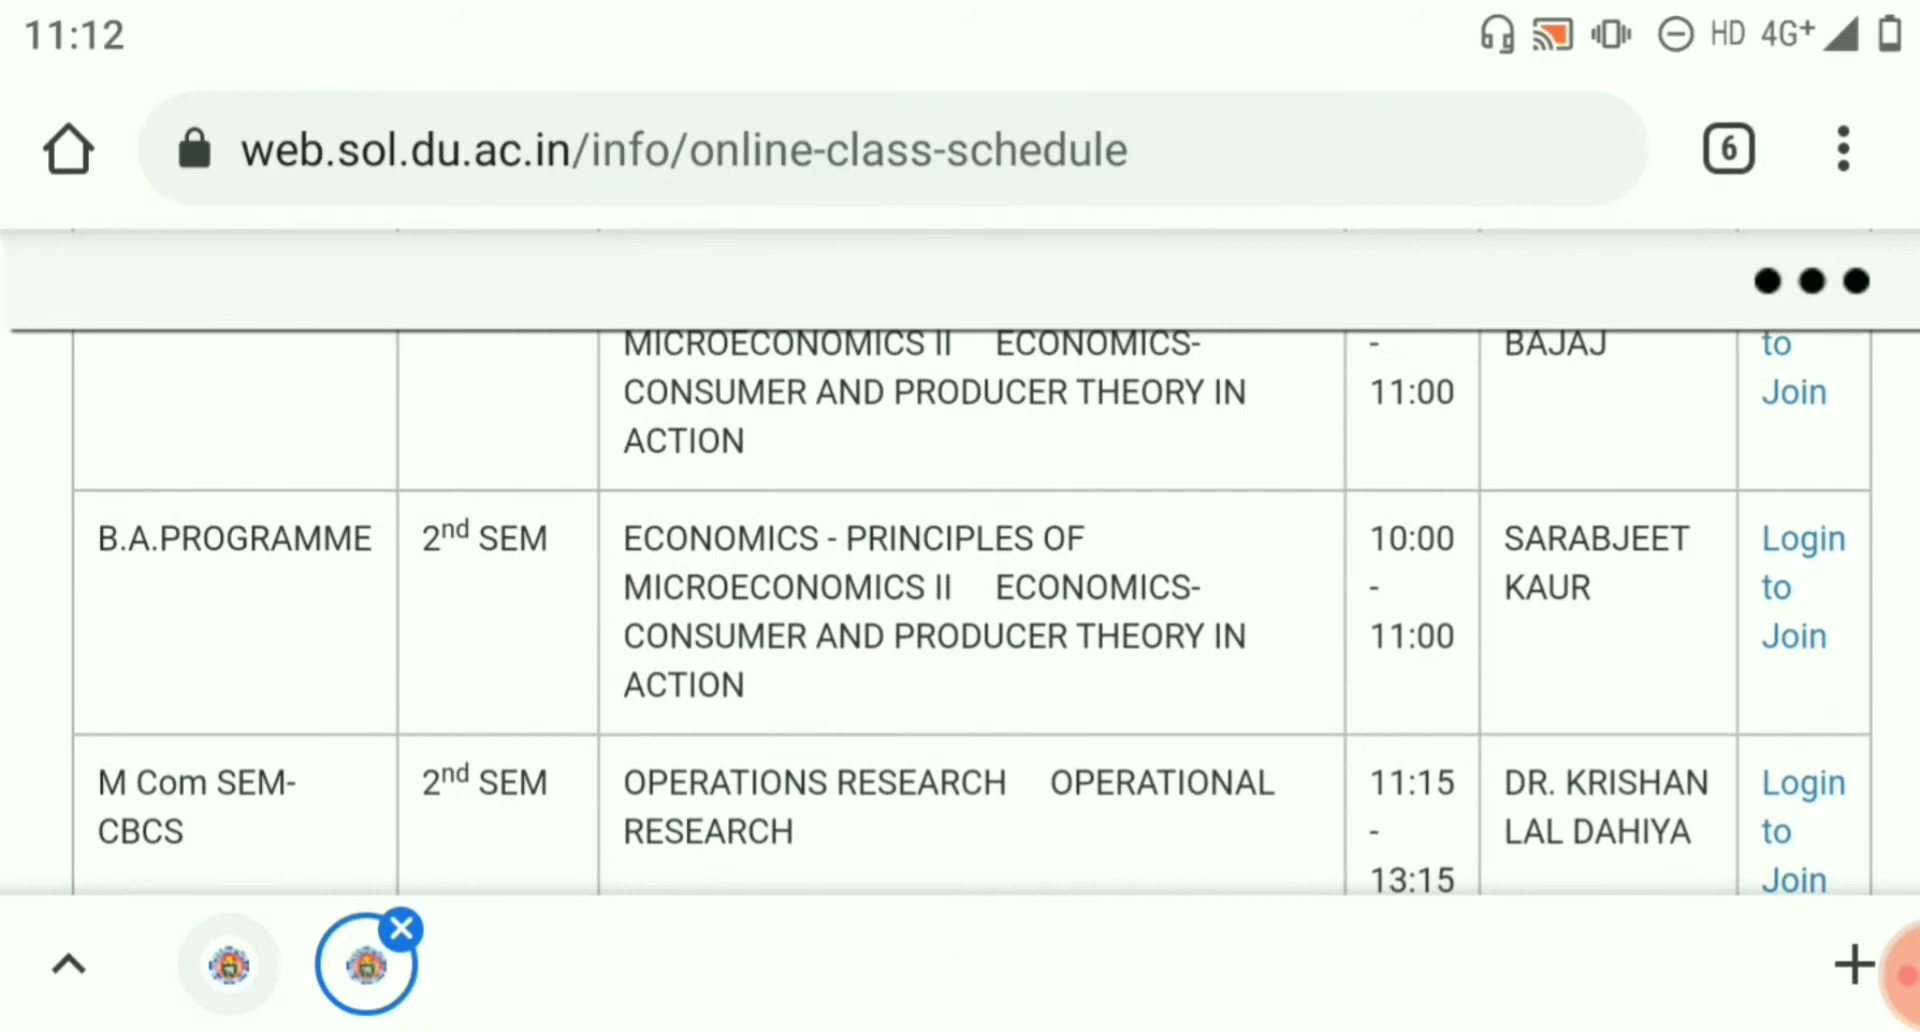 11:12
HD 4G+
web.sol.du.ac.in/info/online-class-schedule
6
MICROECONOMICS II ECONOMICS-
CONSUMER AND PRODUCER THEORY IN
ACTION
-
11:00
BAJAJ
to
Join
B.A.PROGRAMME
2nd SEM
ECONOMICS - PRINCIPLES OF
MICROECONOMICS II ECONOMICS-
CONSUMER AND PRODUCER THEORY IN
ACTION
10:00
-
11:00
SARABJEET
KAUR
Login
to
Join
M Com SEM-
CBCS
2nd SEM
OPERATIONS RESEARCH OPERATIONAL
RESEARCH
11:15
-
13:15
DR. KRISHAN
LAL DAHIYA
Login
to
Join